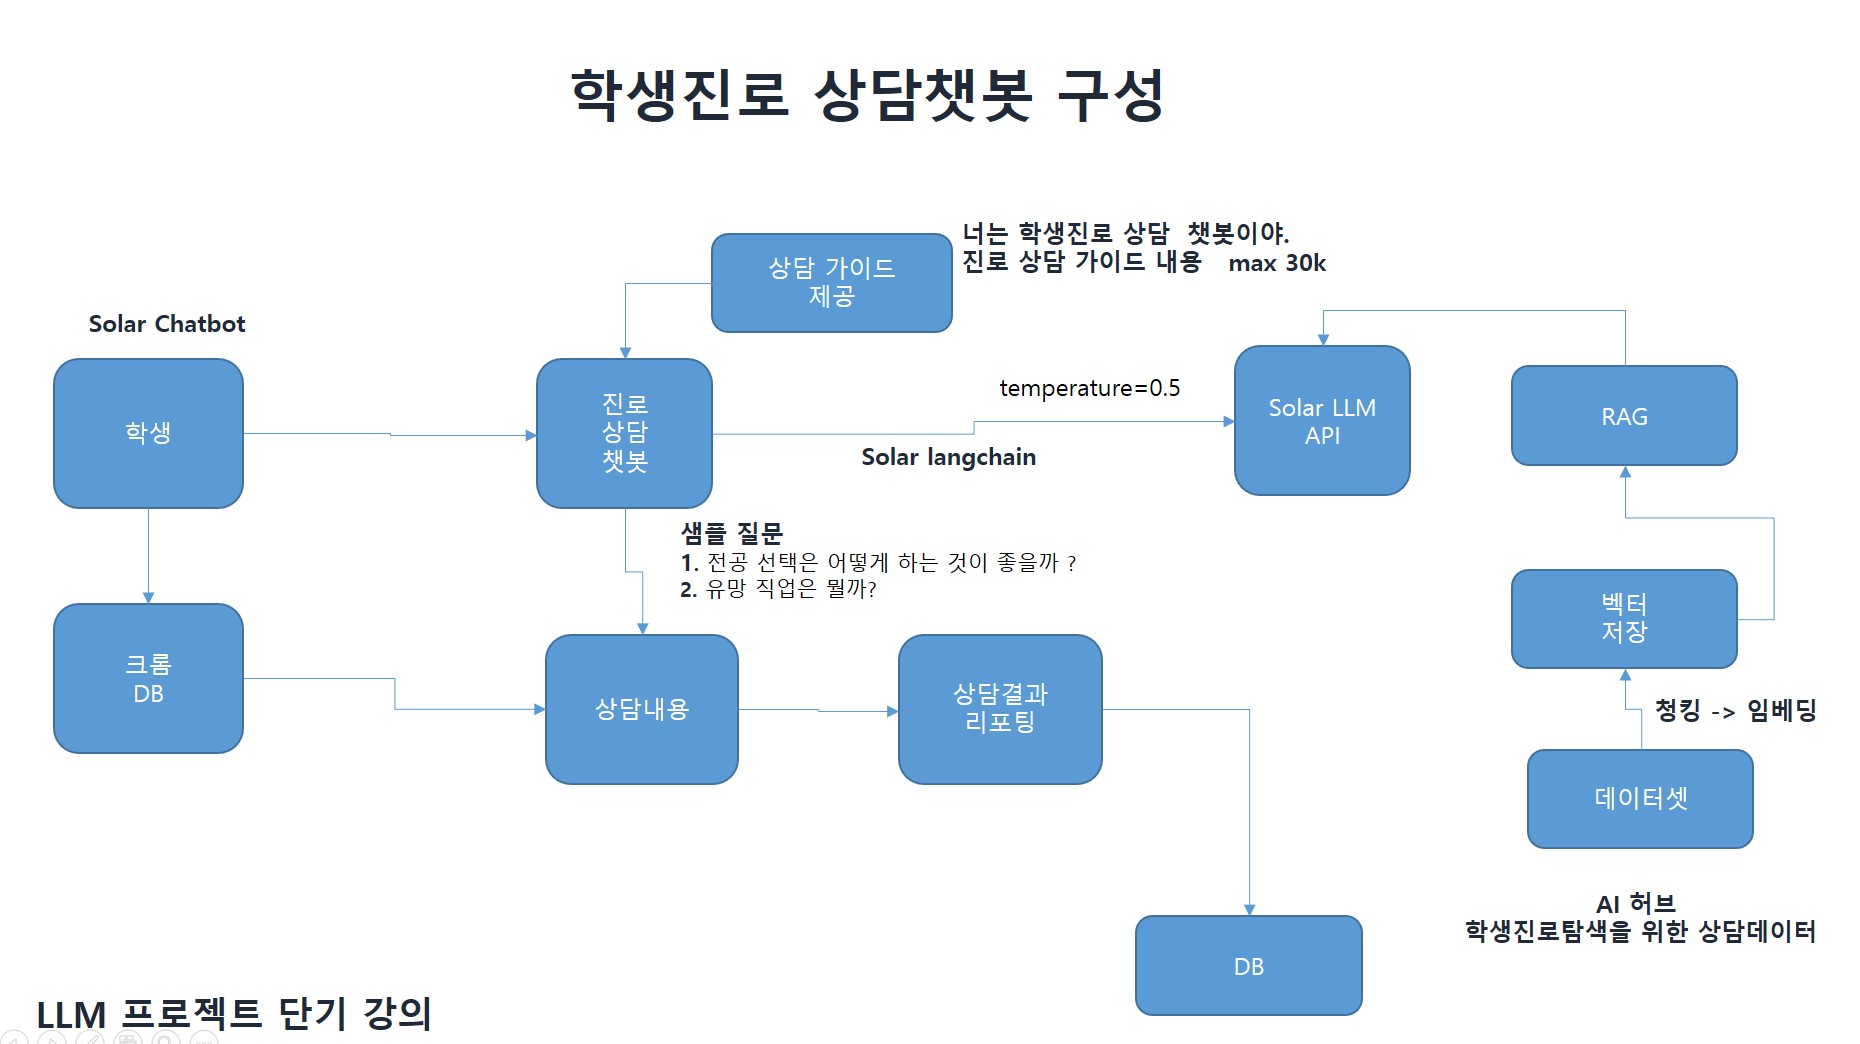 학생진로 상담챗봇 구성
상담 가이드
제공
너는 학생진로 상담  챗봇이야.
진로 상담 가이드 내용   max 30k
Solar Chatbot
학생
진로
상담
챗봇
temperature=0.5
Solar langchain
Solar LLM
API
RAG
샘플 질문
1. 전공 선택은 어떻게 하는 것이 좋을까 ?
2. 유망 직업은 뭘까?
크롬
DB
상담내용
상담결과
리포팅
벡터
저장
청킹 -> 임베딩
데이터셋
AI 허브
학생진로탐색을 위한 상담데이터
DB
LLM 프로젝트 단기 강의